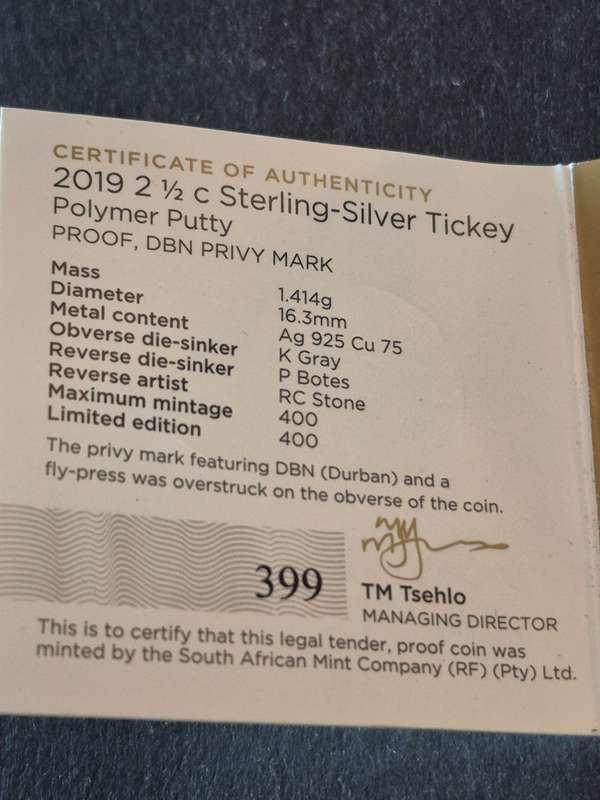 CERTIFICATE OF AUTHENTICITY
2019 2 ½ c Sterling-Silver Tickey
Polymer Putty
PROOF, DBN PRIVY MARK
Mass 1.414g
Diameter 16.3mm
Metal content Ag 925 Cu 75
Obverse die-sinker K Gray
Reverse die-sinker P Botes
Reverse artist RC Stone
Maximum mintage 400
Limited edition 400
The privy mark featuring DBN (Durban) and a
fly-press was overstruck on the obverse of the coin.
399
TM Tsehlo
MANAGING DIRECTOR
This is to certify that this legal tender, proof coin was
minted by the South African Mint Company (RF) (Pty) Ltd.